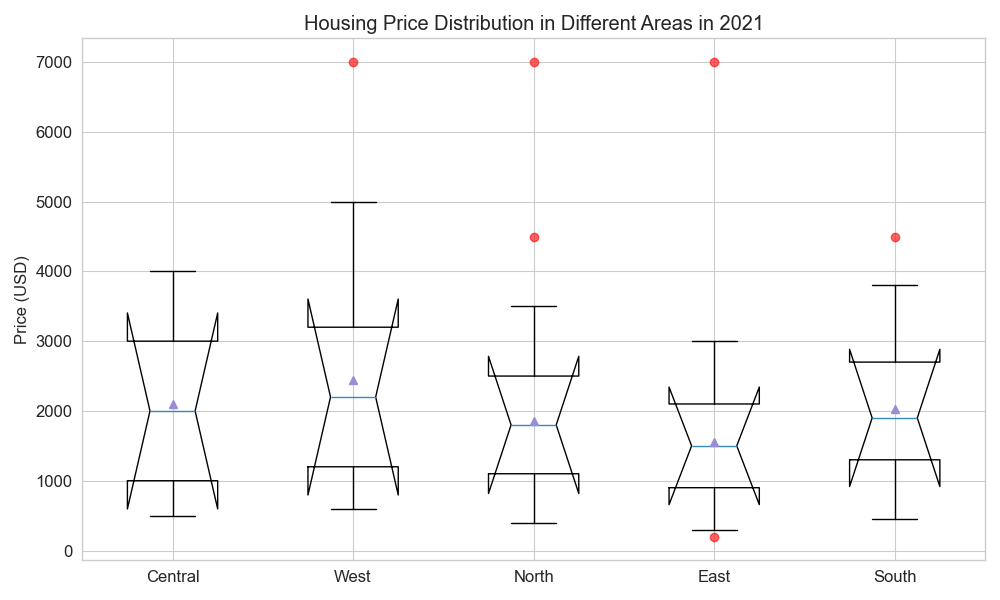 Housing Price Distribution in Different Areas in 2021
Price (USD)
7000
6000
5000
4000
3000
2000
1000
0
Central West North East South